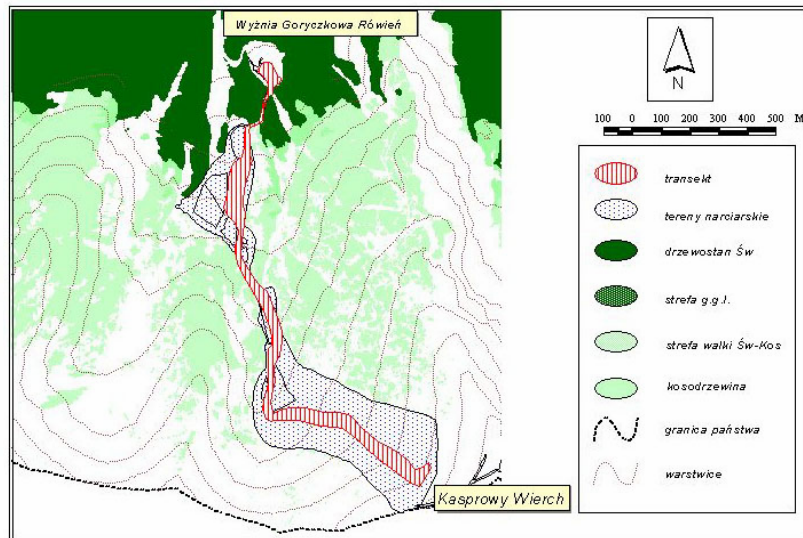 Wyżnia Goryczkowa Rówień
N
100 0 100 200 300 400 500 M
transekt
tereny narciarskie
drzewostan Św
strefa g.g.l.
strefa walki Św-Kos
kosodrzewina
granica państwa
warstwice
Kasprowy Wierch